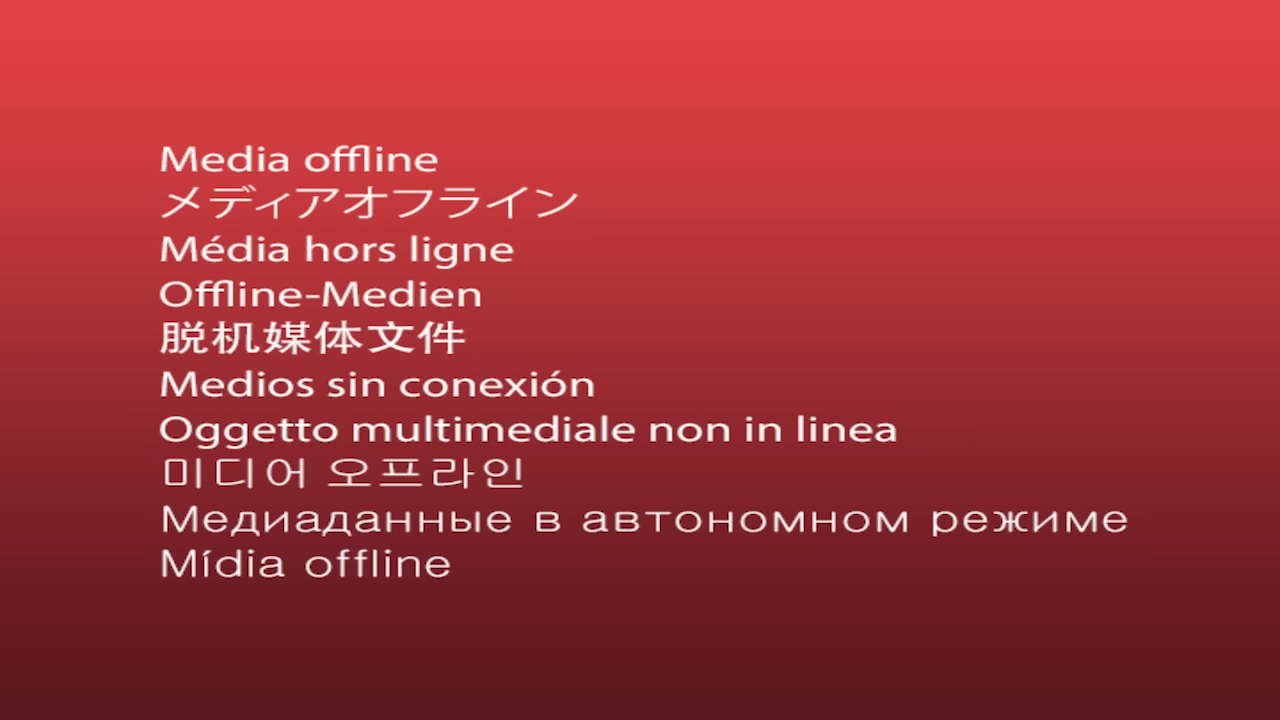 Media offline
メディアオフライン
Média hors ligne
Offline-Medien
脱机媒体文件
Medios sin conexión
Oggetto multimediale non in linea
미디어 오프라인
Медиаданные в автономном режиме
Mídia offline